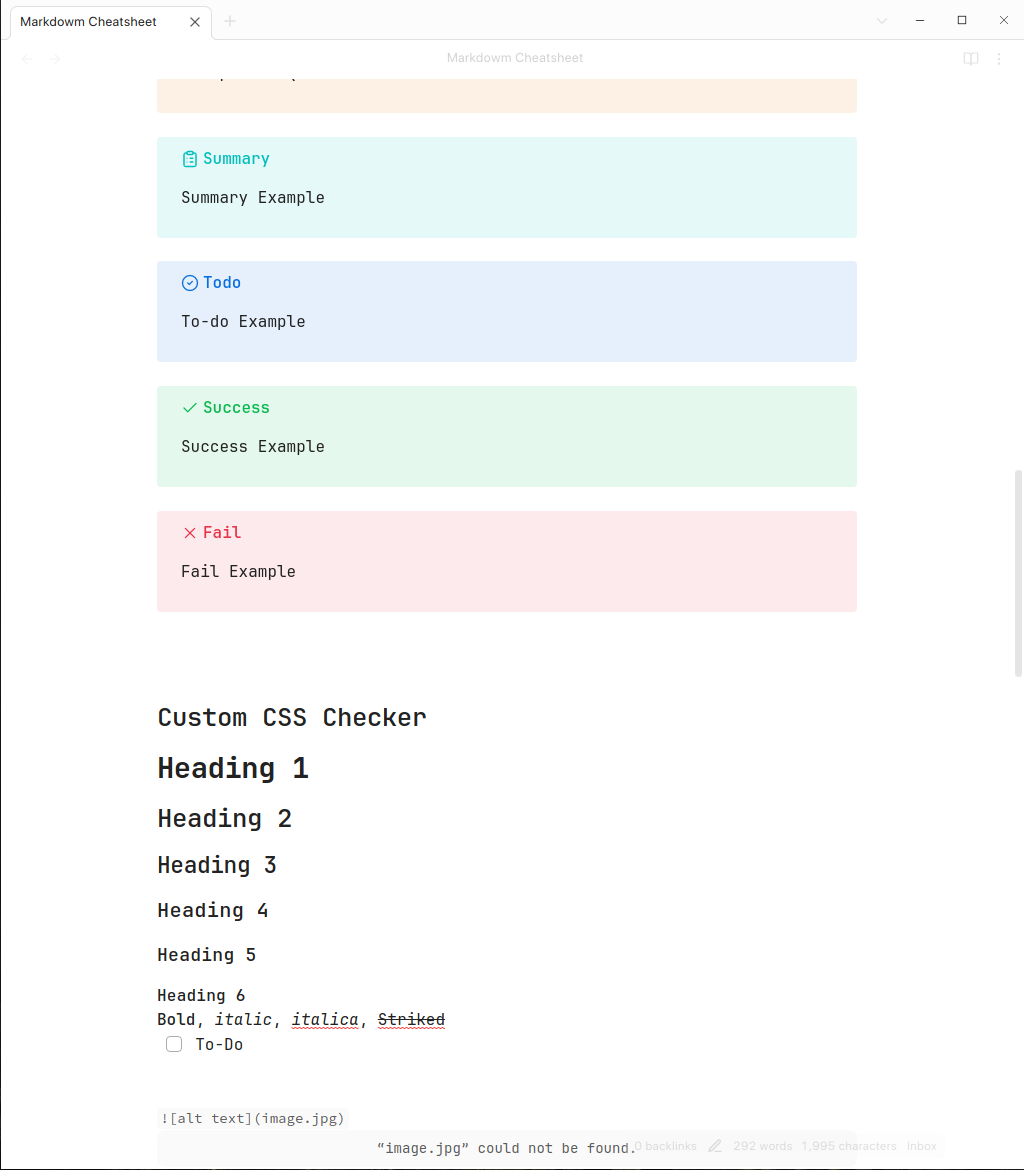 Markdowm Cheatsheet
Markdowm Cheatsheet
Summary
Summary Example
Todo
To-do Example
Success
Success Example
Fail
Fail Example
Custom CSS Checker
Heading 1
Heading 2
Heading 3
Heading 4
Heading 5
Heading 6
Bold, italic, italica, Striked
To-Do
![alt text](image.jpg)
“image.jpg” could not be found.
0 backlinks 292 words 1,995 characters Inbox